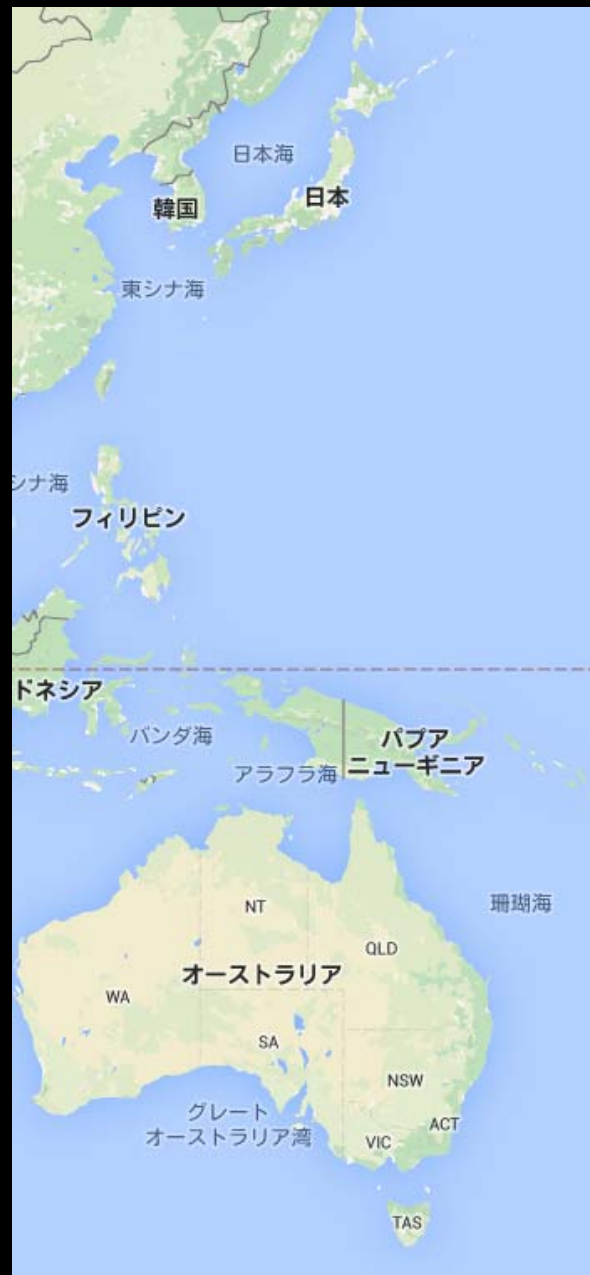 日本海
日本
韓国
東シナ海
シナ海
フィリピン
ドネシア
バンダ海
パプア
ニューギニア
アラフラ海
珊瑚海
NT
QLD
オーストラリア
WA
SA
NSW
ACT
グレート
オーストラリア湾
VIC
TAS